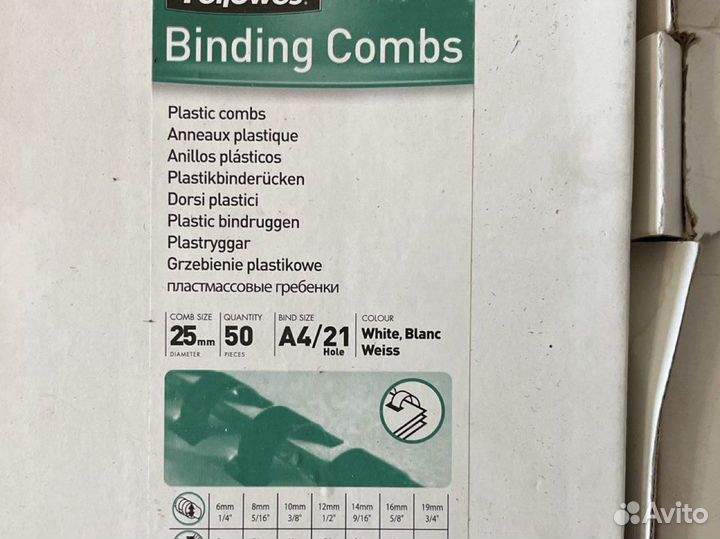 Fellowes.
Binding Combs
Plastic combs
Anneaux plastique
Anillos plásticos
Plastikbinderücken
Dorsi plastici
Plastic bindruggen
Plastryggar
Grzebienie plastikowe
пластмассовые гребенки
COMB SIZE QUANTITY BIND SIZE COLOUR
25mm 50 A4/21 White, Blanc
DIAMETER PIECES Hole Weiss
6mm 8mm 10mm 12mm 14mm 16mm 19mm
1/4" 5/16" 3/8" 1/2" 9/16" 5/8" 3/4"
Avito